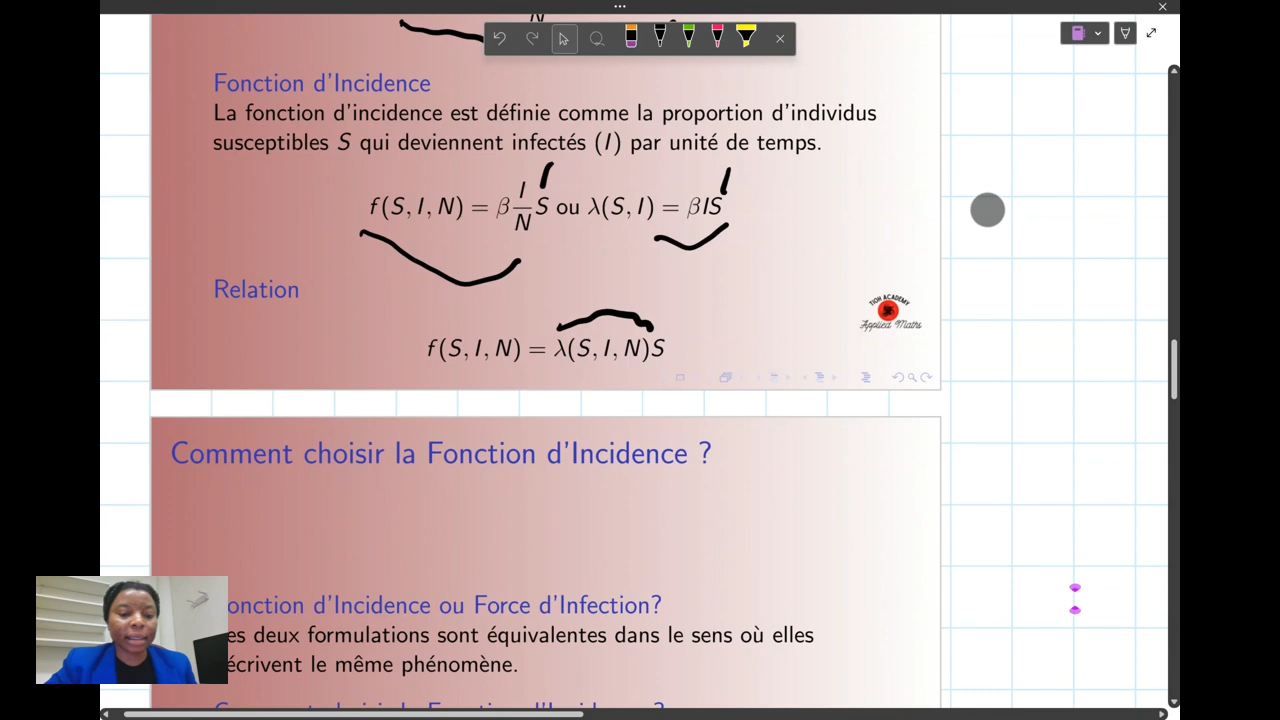 N
Fonction d'Incidence
La fonction d'incidence est définie comme la proportion d'individus
susceptibles S qui deviennent infectés (I) par unité de temps.
f(S, I, N) = β I/N S ou λ(S, I) = βIS
Relation
TIOH ACADEMY
Applied Maths
f(S, I, N) = λ(S, I, N)S
Comment choisir la Fonction d'Incidence ?
onction d'Incidence ou Force d'Infection?
es deux formulations sont équivalentes dans le sens où elles
écrivent le même phénomène.